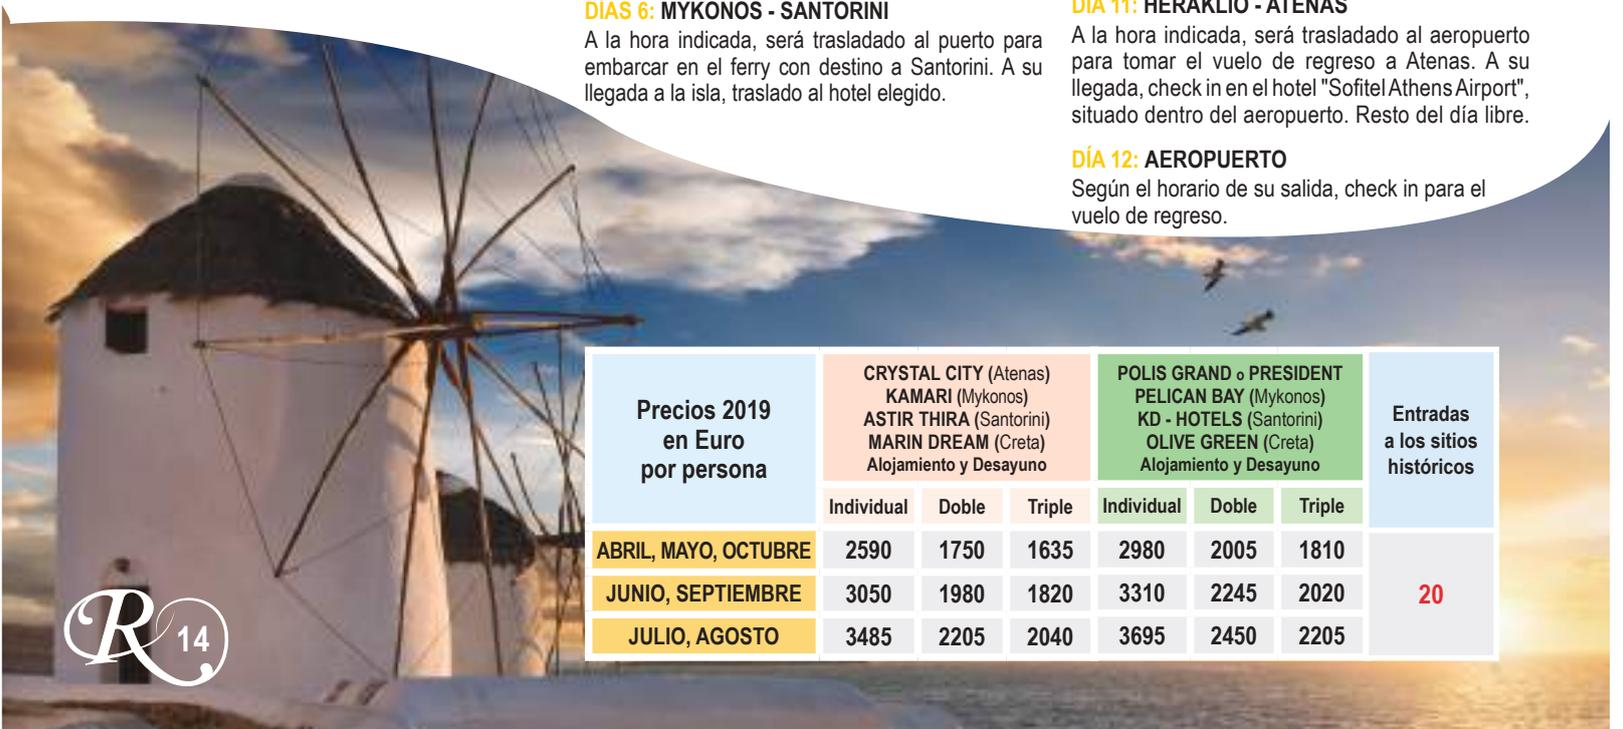 DÍAS 6: MYKONOS - SANTORINI
A la hora indicada, será trasladado al puerto para
embarcar en el ferry con destino a Santorini. A su
llegada a la isla, traslado al hotel elegido.
DÍA 11: HERAKLIO - ATENAS
A la hora indicada, será trasladado al aeropuerto
para tomar el vuelo de regreso a Atenas. A su
llegada, check in en el hotel "Sofitel Athens Airport",
situado dentro del aeropuerto. Resto del día libre.
DÍA 12: AEROPUERTO
Según el horario de su salida, check in para el
vuelo de regreso.
Precios 2019
en Euro
por persona
CRYSTAL CITY (Atenas)
KAMARI (Mykonos)
ASTIR THIRA (Santorini)
MARIN DREAM (Creta)
Alojamiento y Desayuno
POLIS GRAND o PRESIDENT
PELICAN BAY (Mykonos)
KD - HOTELS (Santorini)
OLIVE GREEN (Creta)
Alojamiento y Desayuno
Entradas
a los sitios
históricos
Individual Doble Triple Individual Doble Triple
ABRIL, MAYO, OCTUBRE 2590 1750 1635 2980 2005 1810
JUNIO, SEPTIEMBRE 3050 1980 1820 3310 2245 2020 20
JULIO, AGOSTO 3485 2205 2040 3695 2450 2205
R 14